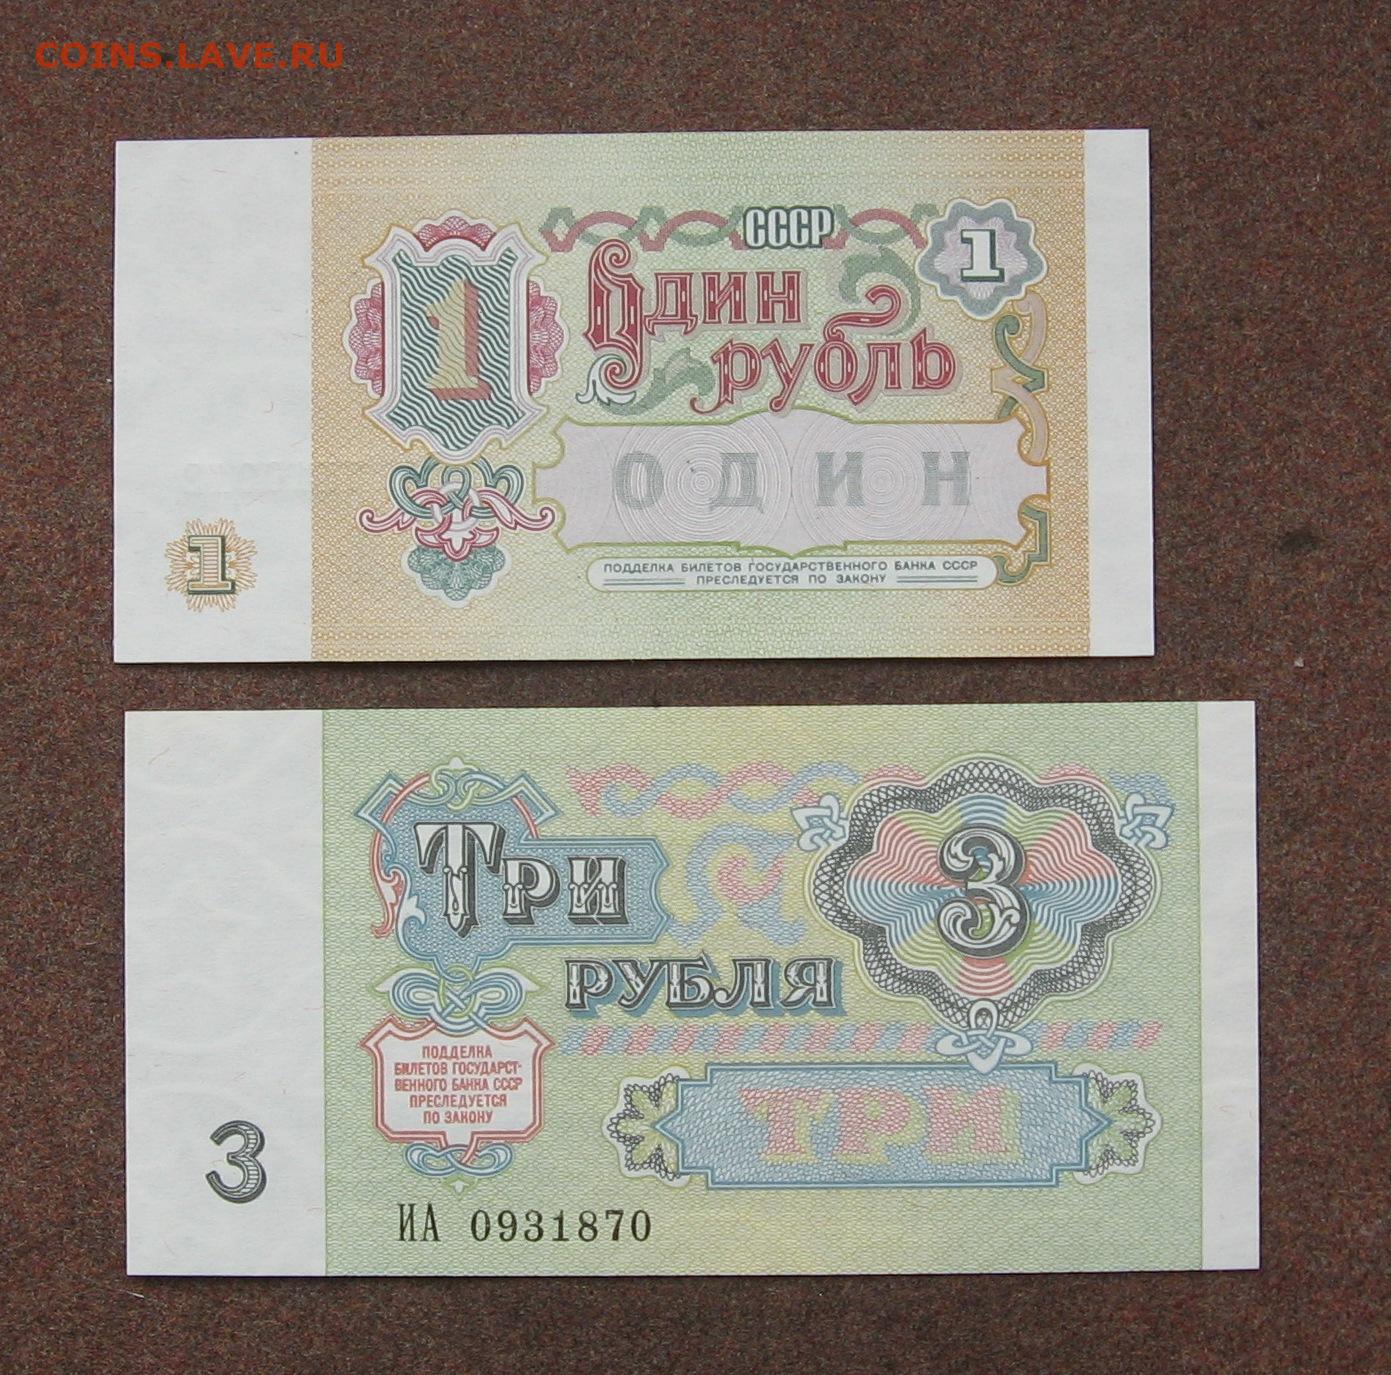 COINS.LAVE.RU
СССР
1
1
Один
рубль
ОДИН
ПОДДЕЛКА БИЛЕТОВ ГОСУДАРСТВЕННОГО БАНКА СССР
ПРЕСЛЕДУЕТСЯ ПО ЗАКОНУ
1
Три
3
РУБЛЯ
ПОДДЕЛКА
БИЛЕТОВ ГОСУДАРСТ-
ВЕННОГО БАНКА СССР
ПРЕСЛЕДУЕТСЯ
ПО ЗАКОНУ
ТРИ
3
ИА 0931870